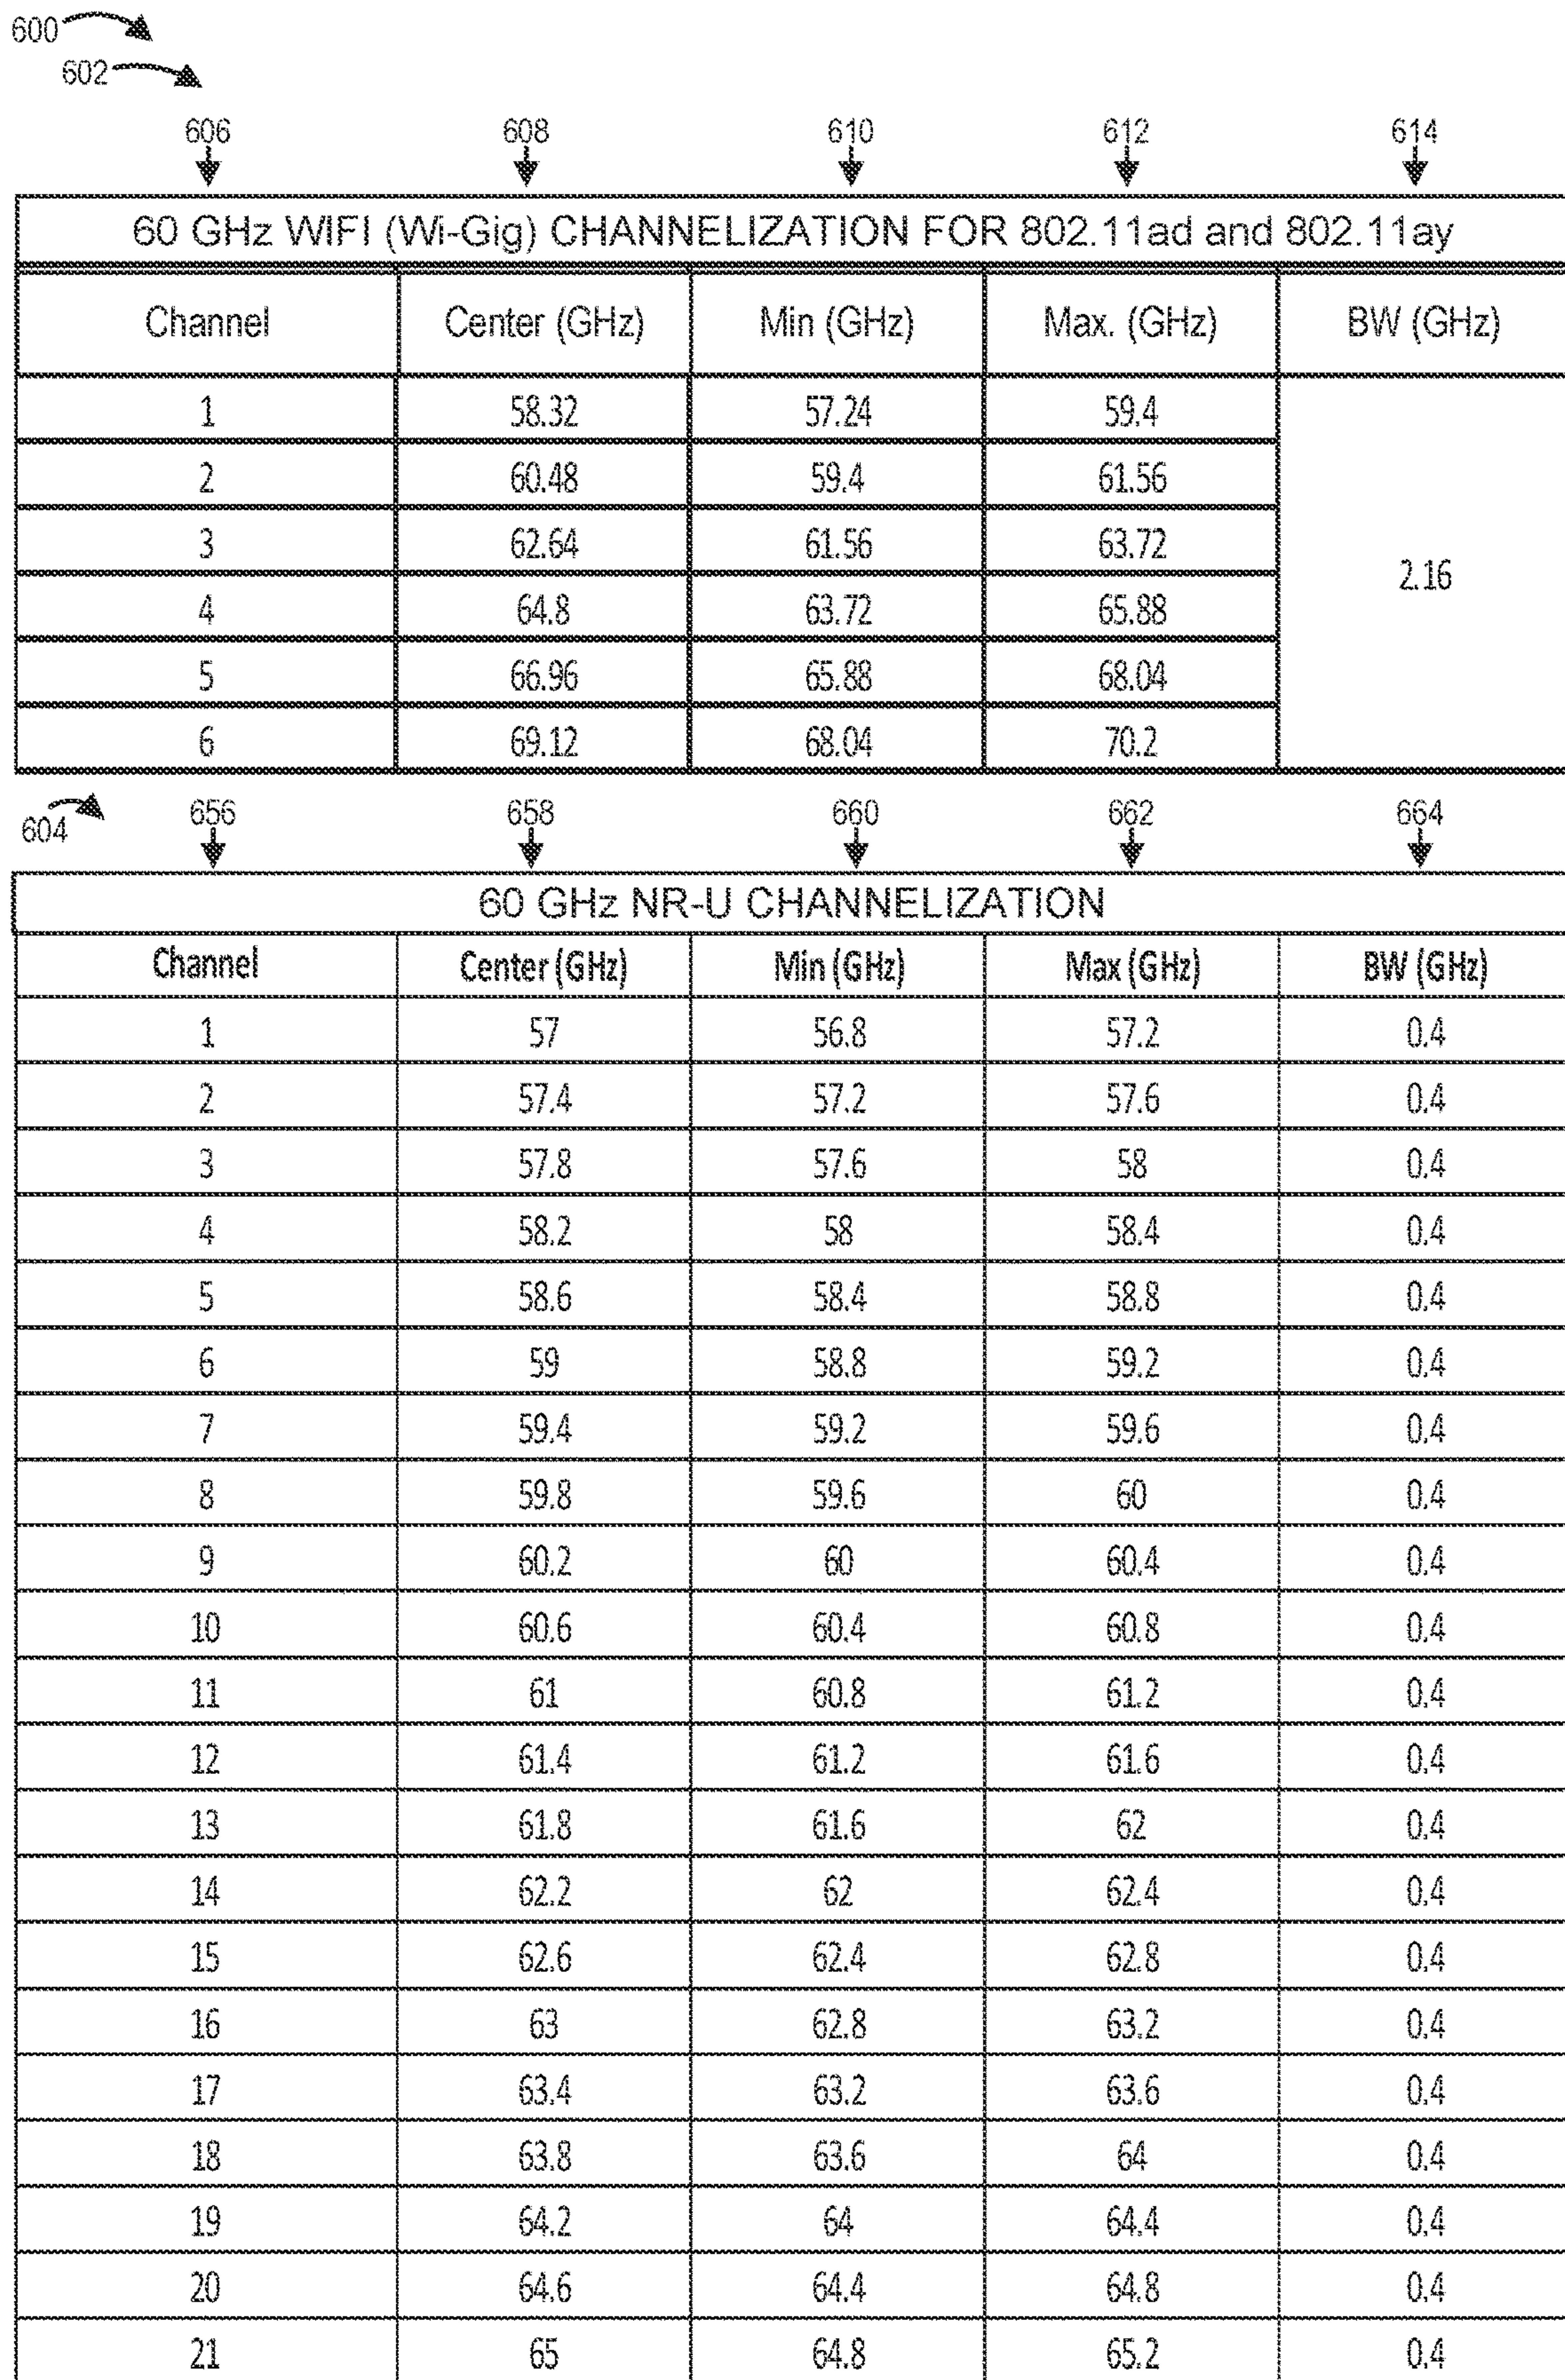 600
602
606 608 610 612 614
60 GHz WIFI (Wi-Gig) CHANNELIZATION FOR 802.11ad and 802.11ay
Channel Center (GHz) Min (GHz) Max. (GHz) BW (GHz)
1 58.32 57.24 59.4
2 60.48 59.4 61.56
3 62.64 61.56 63.72
2.16
4 64.8 63.72 65.88
5 66.96 65.88 68.04
6 69.12 68.04 70.2
604 656 658 660 662 664
60 GHz NR-U CHANNELIZATION
Channel Center (GHz) Min (GHz) Max (GHz) BW (GHz)
1 57 56.8 57.2 0.4
2 57.4 57.2 57.6 0.4
3 57.8 57.6 58 0.4
4 58.2 58 58.4 0.4
5 58.6 58.4 58.8 0.4
6 59 58.8 59.2 0.4
7 59.4 59.2 59.6 0.4
8 59.8 59.6 60 0.4
9 60.2 60 60.4 0.4
10 60.6 60.4 60.8 0.4
11 61 60.8 61.2 0.4
12 61.4 61.2 61.6 0.4
13 61.8 61.6 62 0.4
14 62.2 62 62.4 0.4
15 62.6 62.4 62.8 0.4
16 63 62.8 63.2 0.4
17 63.4 63.2 63.6 0.4
18 63.8 63.6 64 0.4
19 64.2 64 64.4 0.4
20 64.6 64.4 64.8 0.4
21 65 64.8 65.2 0.4